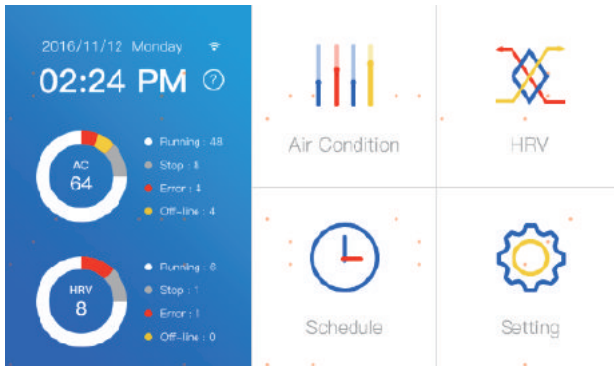 2016/11/12 Monday
02:24 PM ?
AC
64
Running : 48
Stop : 8
Error : 4
Off-line : 4
HRV
8
Running : 6
Stop : 1
Error : 1
Off-line : 0
Air Condition
HRV
Schedule
Setting